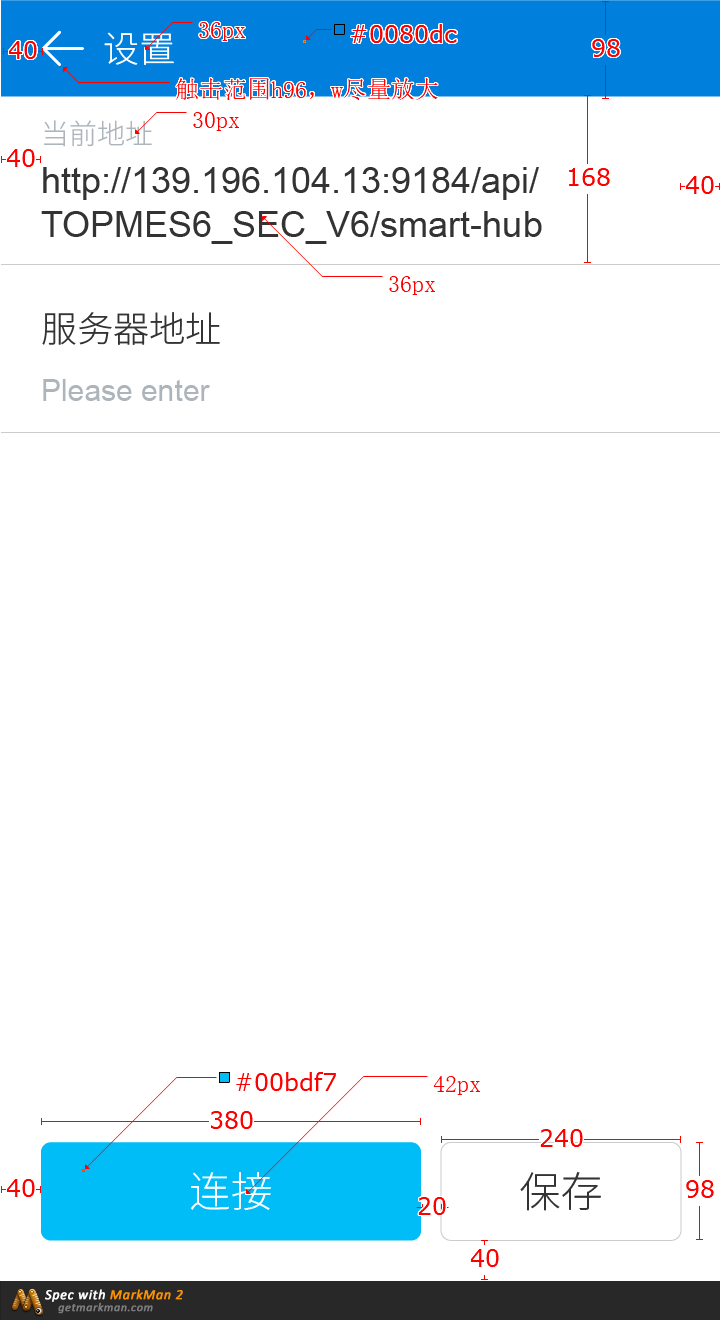 36px
#0080dc
40
设置
98
触击范围h96，w尽量放大
30px
当前地址
40
http://139.196.104.13:9184/api/
168
40
TOPMES6_SEC_V6/smart-hub
36px
服务器地址
Please enter
#00bdf7
42px
380
240
40
连接
20
保存
98
40
Spec with MarkMan 2
getmarkman.com